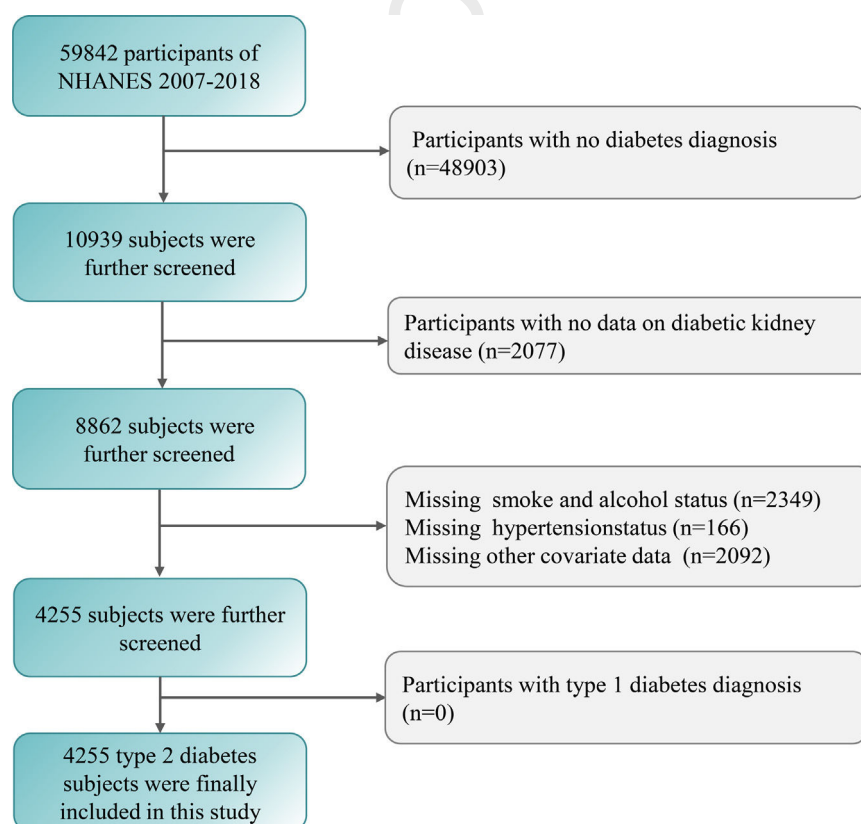 59842 participants of
NHANES 2007-2018
Participants with no diabetes diagnosis
(n=48903)
10939 subjects were
further screened
Participants with no data on diabetic kidney
disease (n=2077)
8862 subjects were
further screened
Missing smoke and alcohol status (n=2349)
Missing hypertensionstatus (n=166)
Missing other covariate data (n=2092)
4255 subjects were further
screened
Participants with type 1 diabetes diagnosis
(n=0)
4255 type 2 diabetes
subjects were finally
included in this study